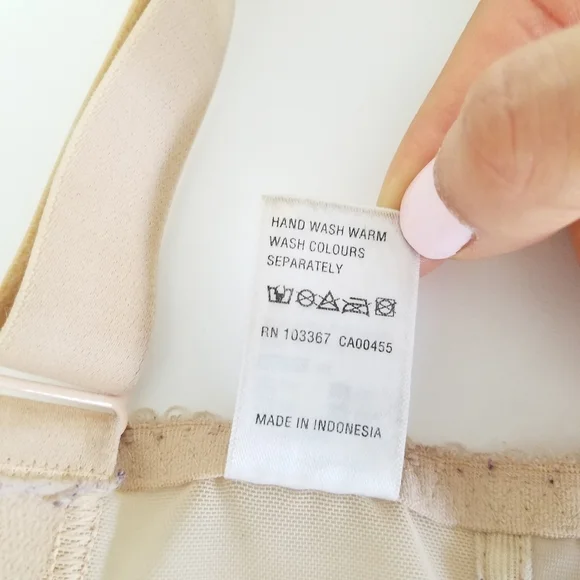 HAND WASH WARM
WASH COLOURS
SEPARATELY
RN 103367 CA00455
MADE IN INDONESIA